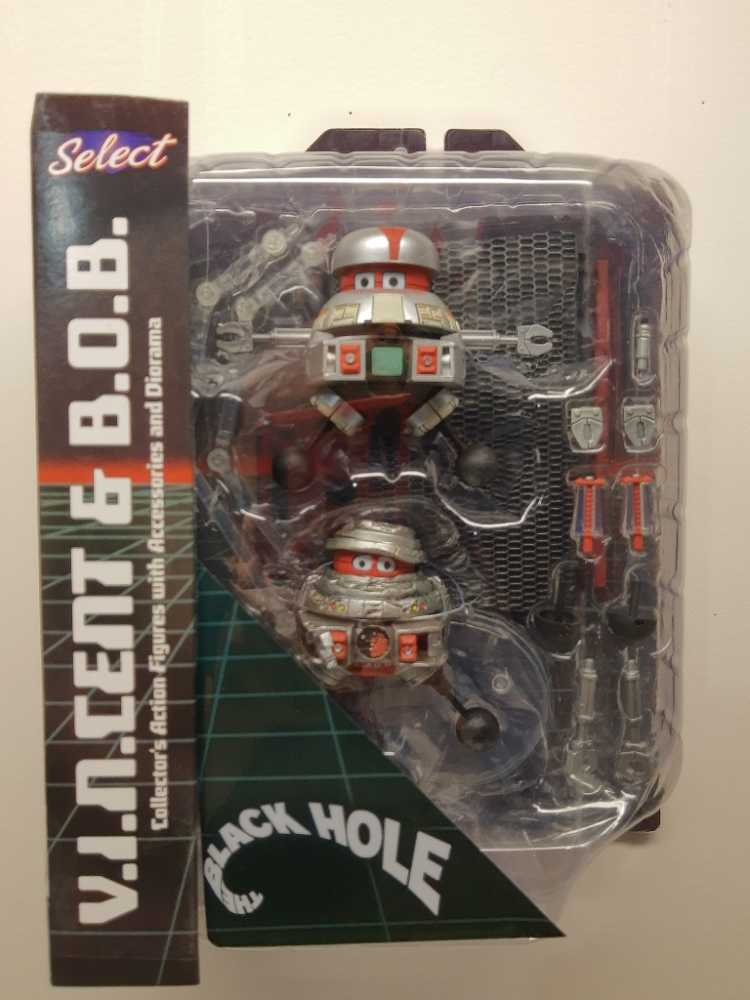 Select
V.I.N.CENT & B.O.B.
Collector's Action Figures with Accessories and Diorama
THE BLACK HOLE